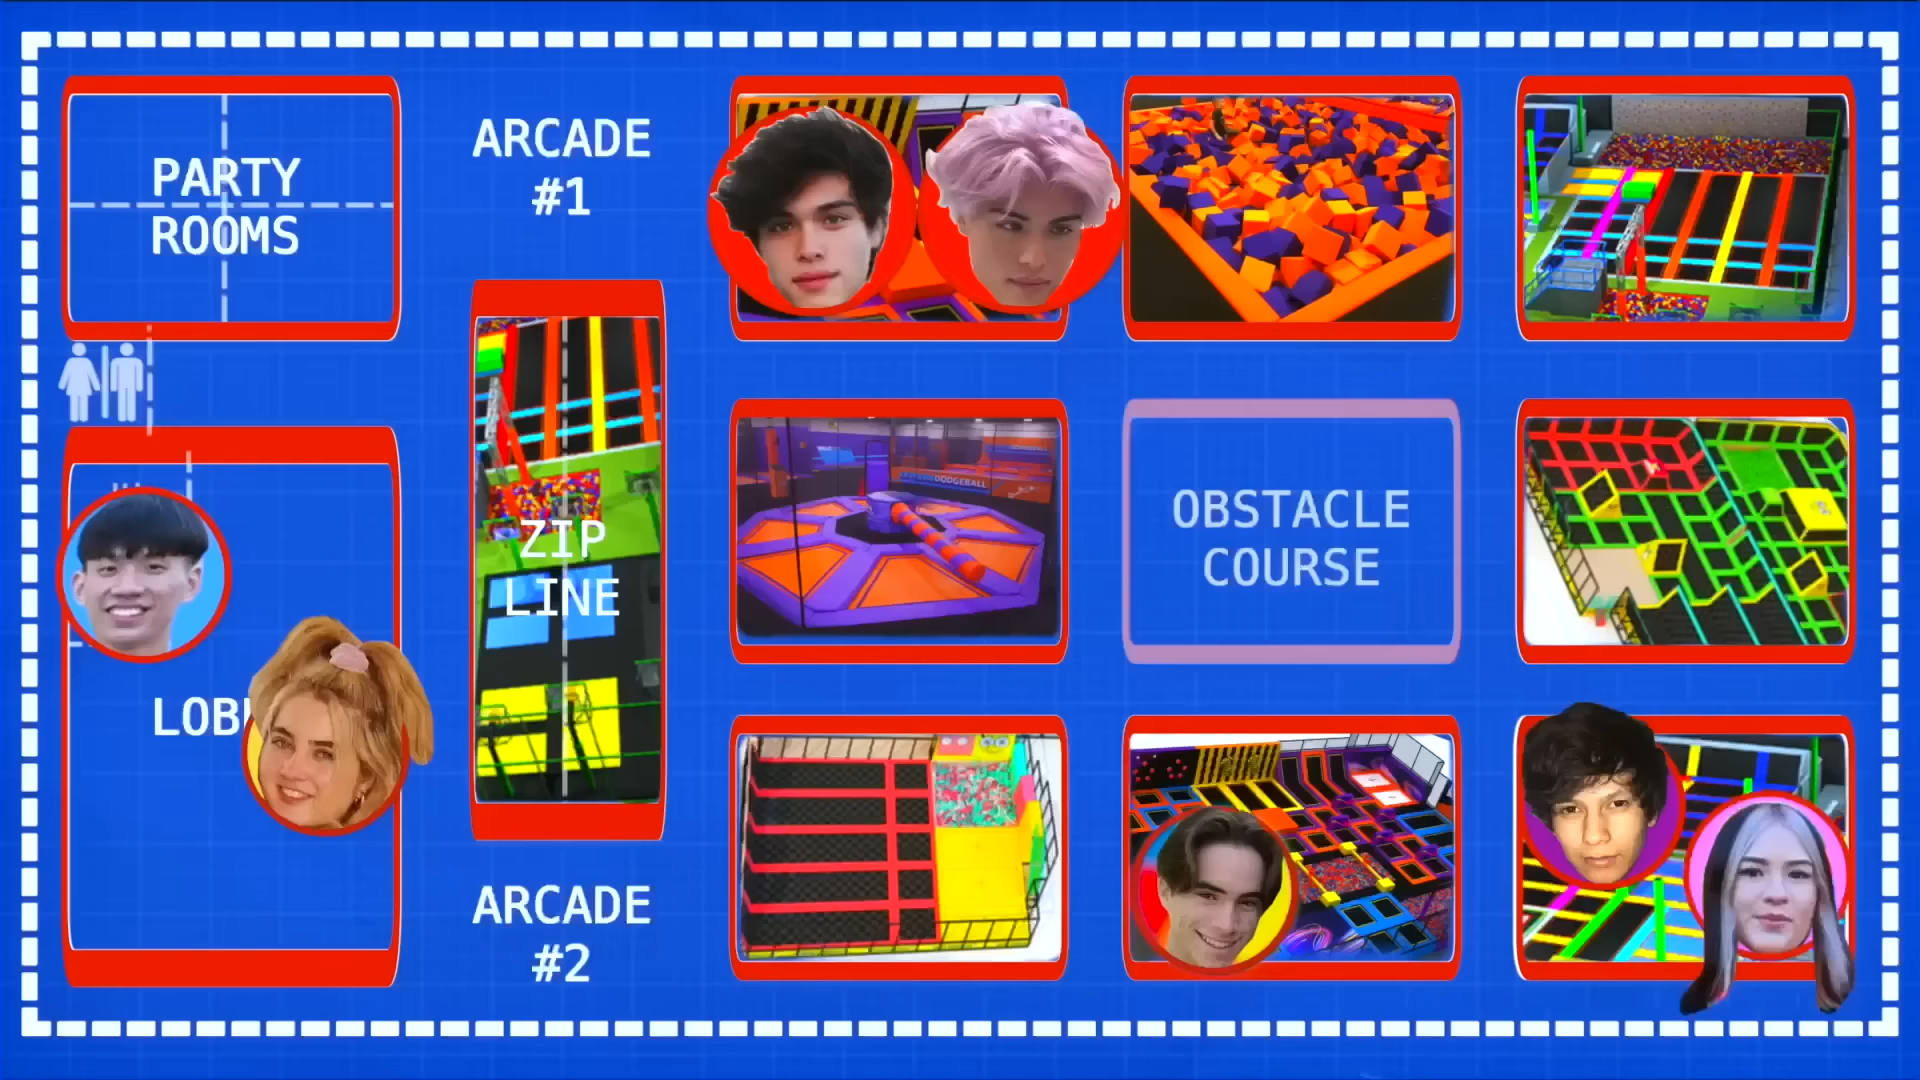 PARTY
ROOMS
ARCADE
#1
DODGEBALL
OBSTACLE
COURSE
ZIP
LINE
ARCADE
#2